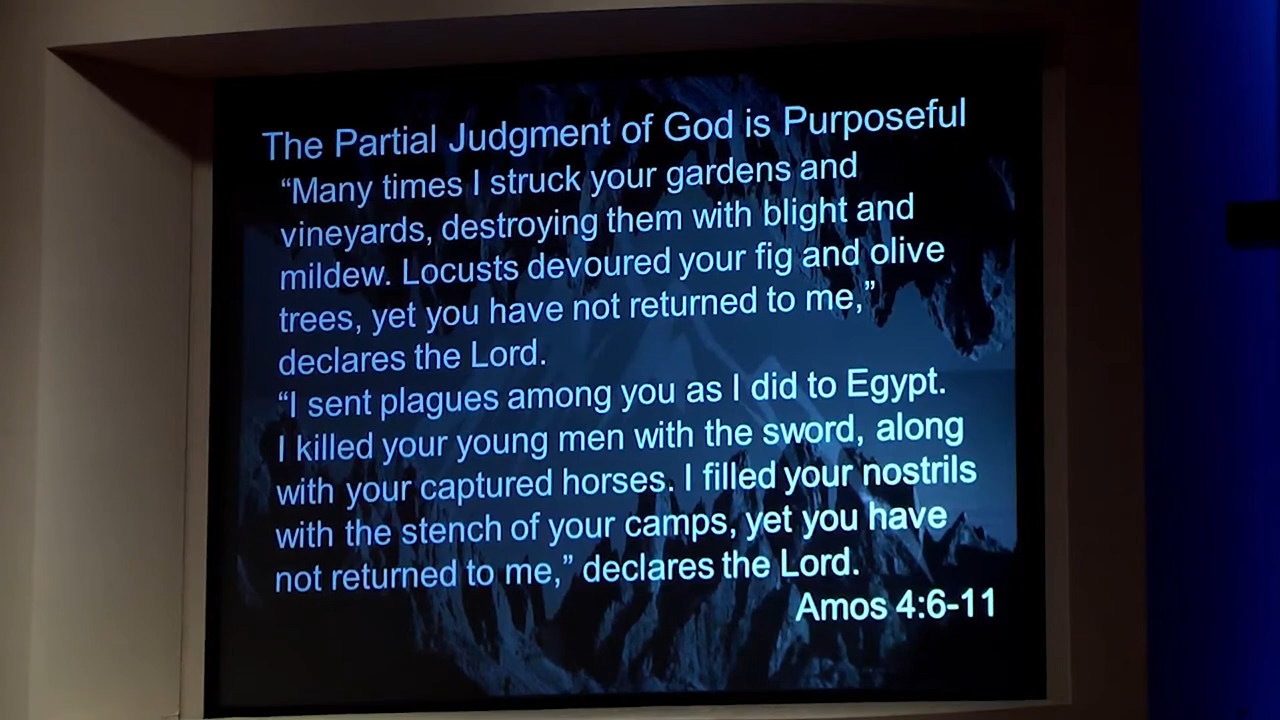 The Partial Judgment of God is Purposeful
“Many times I struck your gardens and
vineyards, destroying them with blight and
mildew. Locusts devoured your fig and olive
trees, yet you have not returned to me,”
declares the Lord.
“I sent plagues among you as I did to Egypt.
I killed your young men with the sword, along
with your captured horses. I filled your nostrils
with the stench of your camps, yet you have
not returned to me,” declares the Lord.
Amos 4:6-11